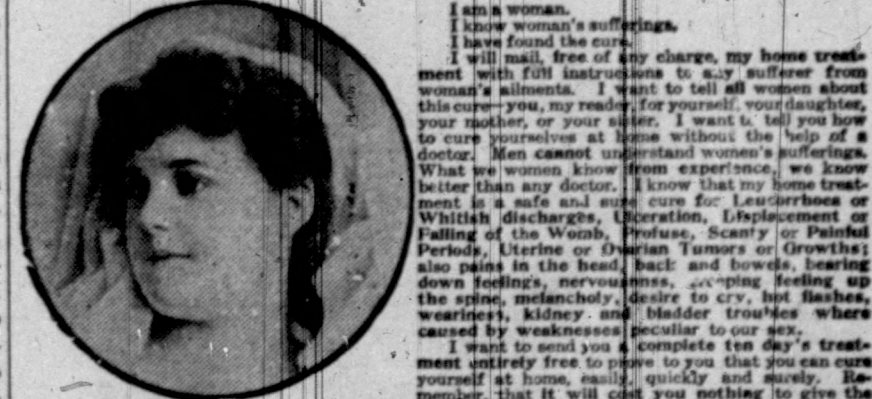 I am a woman.
I know woman's sufferings.
I have found the cure.
I will mail, free of any charge, my home treat-
ment with full instructions to any sufferer from
woman's ailments. I want to tell all women about
this cure—you, my reader, for yourself, your daughter,
your mother, or your sister. I want to tell you how
to cure yourselves at home without the help of a
doctor. Men cannot understand women's sufferings.
What we women know from experience, we know
better than any doctor. I know that my home treat-
ment is a safe and sure cure for Leucorrhoea or
Whitish discharges, Ulceration, Displacement or
Falling of the Womb, Profuse, Scanty or Painful
Periods, Uterine or Ovarian Tumors or Growths;
also pains in the head, back and bowels, bearing
down feelings, nervousness, creeping feeling up
the spine, melancholy, desire to cry, hot flashes,
weariness, kidney and bladder troubles where
caused by weaknesses peculiar to our sex.
I want to send you a complete ten day's treat-
ment entirely free to prove to you that you can cure
yourself at home, easily, quickly and surely. Re-
member, that it will cost you nothing to give the